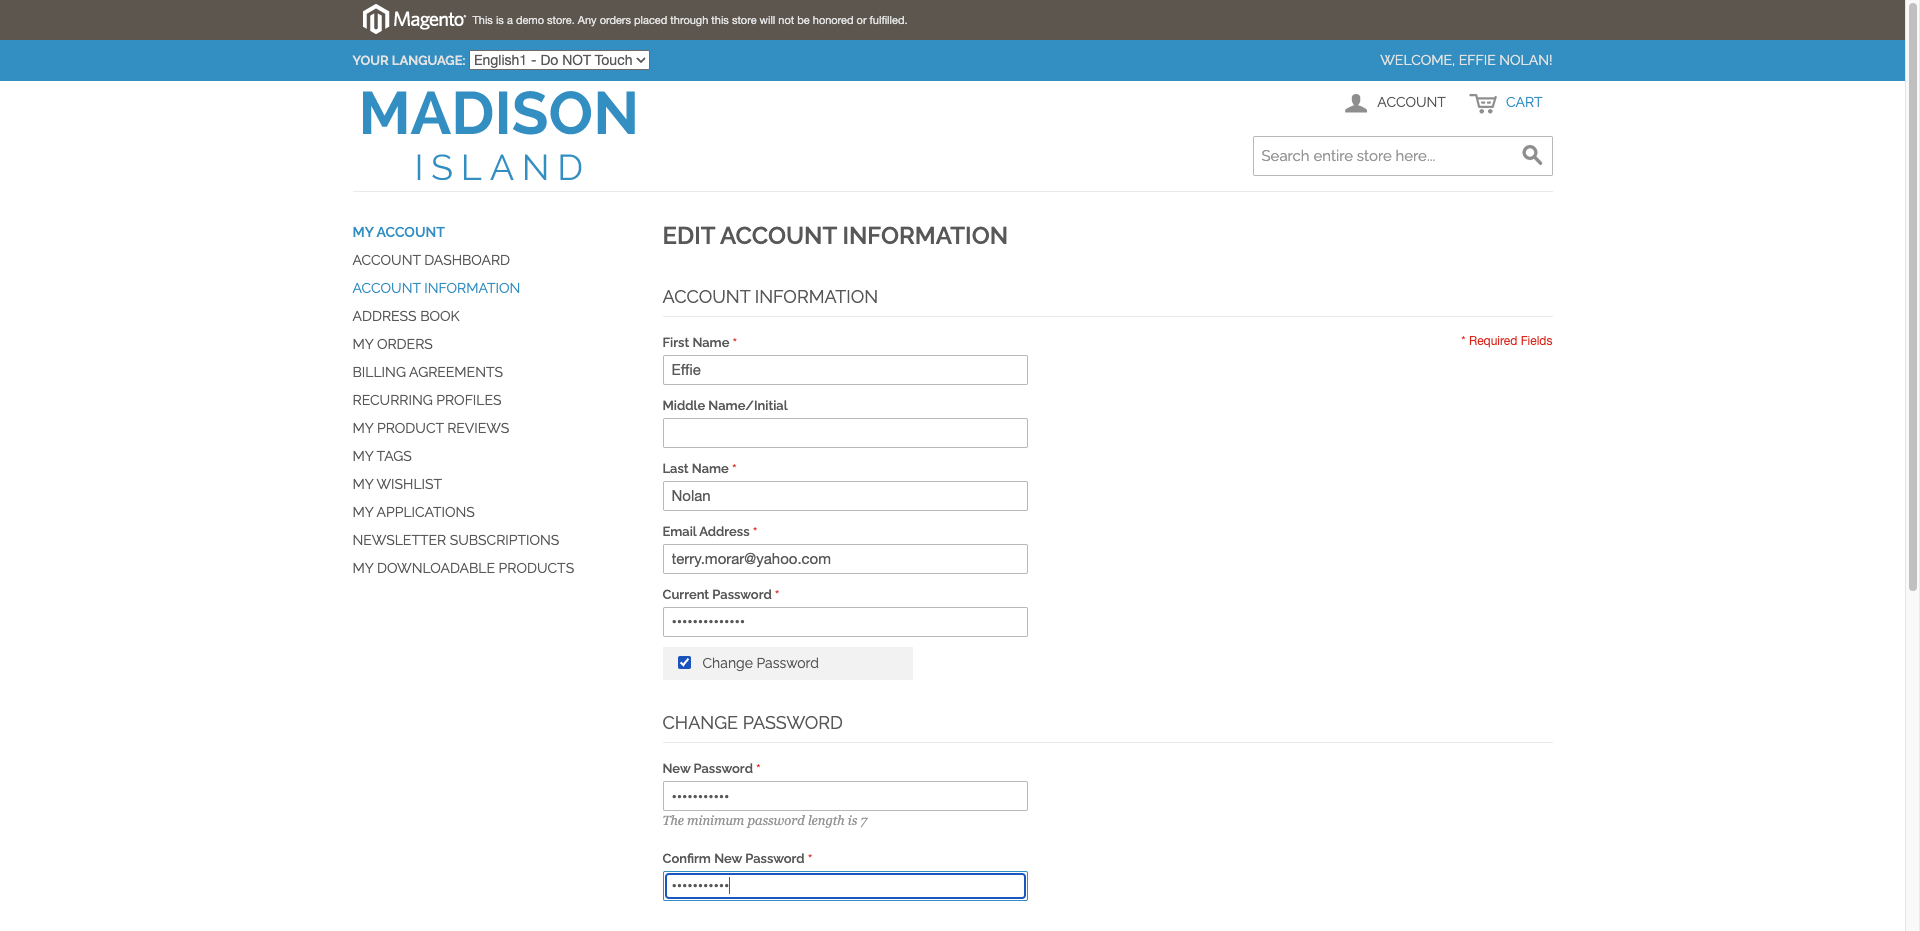 Magento® This is a demo store. Any orders placed through this store will not be honored or fulfilled.
YOUR LANGUAGE: English1 - Do NOT Touch
WELCOME, EFFIE NOLAN!
MADISON
ISLAND
ACCOUNT
CART
Search entire store here...
MY ACCOUNT
ACCOUNT DASHBOARD
ACCOUNT INFORMATION
ADDRESS BOOK
MY ORDERS
BILLING AGREEMENTS
RECURRING PROFILES
MY PRODUCT REVIEWS
MY TAGS
MY WISHLIST
MY APPLICATIONS
NEWSLETTER SUBSCRIPTIONS
MY DOWNLOADABLE PRODUCTS
EDIT ACCOUNT INFORMATION
ACCOUNT INFORMATION
* Required Fields
First Name *
Effie
Middle Name/Initial
Last Name *
Nolan
Email Address *
terry.morar@yahoo.com
Current Password *
••••••••••••••
Change Password
CHANGE PASSWORD
New Password *
•••••••••••
The minimum password length is 7
Confirm New Password *
•••••••••••